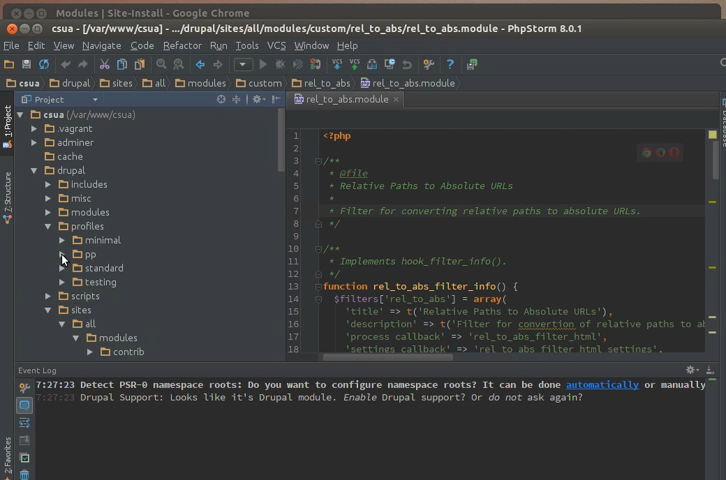 Modules | Site-Install - Google Chrome
csua - [/var/www/csua] - .../drupal/sites/all/modules/custom/rel_to_abs/rel_to_abs.module - PhpStorm 8.0.1
File Edit View Navigate Code Refactor Run Tools VCS Window Help
csua drupal sites all modules custom rel_to_abs rel_to_abs.module
Project
rel_to_abs.module
1: Project
7: Structure
2: Favorites
Database
csua (/var/www/csua)
.vagrant
adminer
cache
drupal
includes
misc
modules
profiles
minimal
pp
standard
testing
scripts
sites
all
modules
contrib
1 <?php
2
3 /**
4 * @file
5 * Relative Paths to Absolute URLs
6 *
7 * Filter for converting relative paths to absolute URLs.
8 */
9
10 /**
11 * Implements hook_filter_info().
12 */
13 function rel_to_abs_filter_info() {
14 $filters['rel_to_abs'] = array(
15 'title' => t('Relative Paths to Absolute URLs'),
16 'description' => t('Filter for convertion of relative paths to ab
17 'process callback' => 'rel_to_abs_filter_html',
18 'settings callback' => 'rel to abs filter html settings',
Event Log
7:27:23 Detect PSR-0 namespace roots: Do you want to configure namespace roots? It can be done automatically or manually
7:27:23 Drupal Support: Looks like it's Drupal module. Enable Drupal support? Or do not ask again?